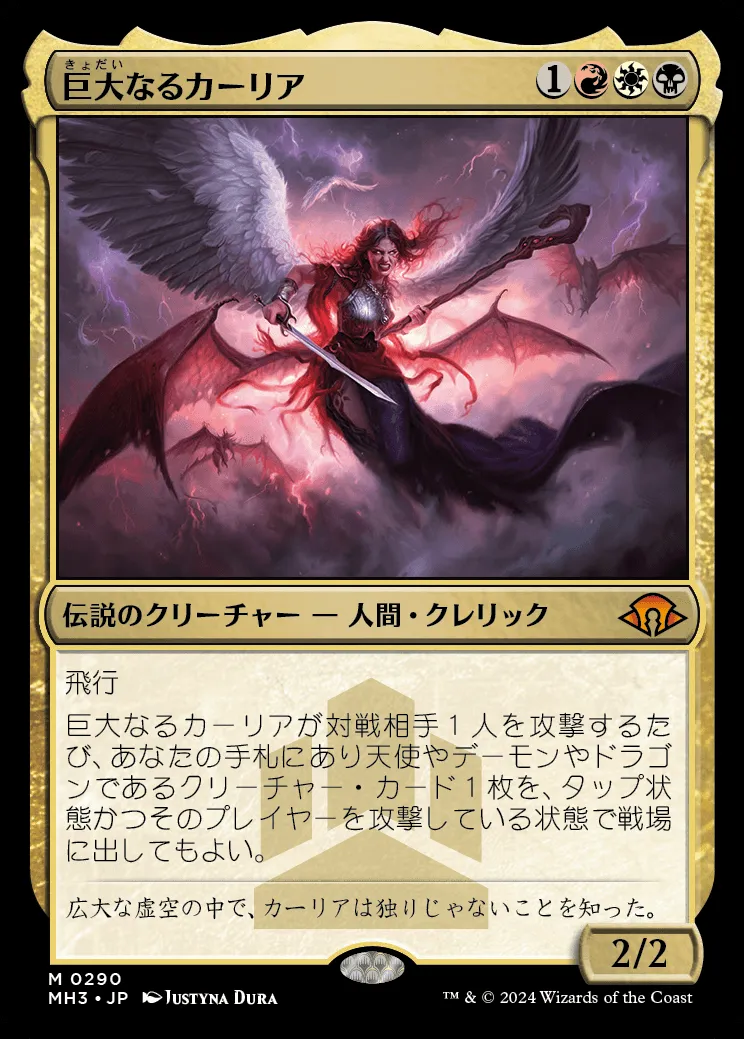 きょだい
巨大なるカーリア 1
伝説のクリーチャー — 人間・クレリック
飛行
巨大なるカーリアが対戦相手1人を攻撃するた
び、あなたの手札にあり天使やデーモンやドラゴ
ンであるクリーチャー・カード1枚を、タップ状
態かつそのプレイヤーを攻撃している状態で戦場
に出してもよい。
広大な虚空の中で、カーリアは独りじゃないことを知った。
2/2
M 0290
MH3 • JP Justyna Dura
™ & © 2024 Wizards of the Coast